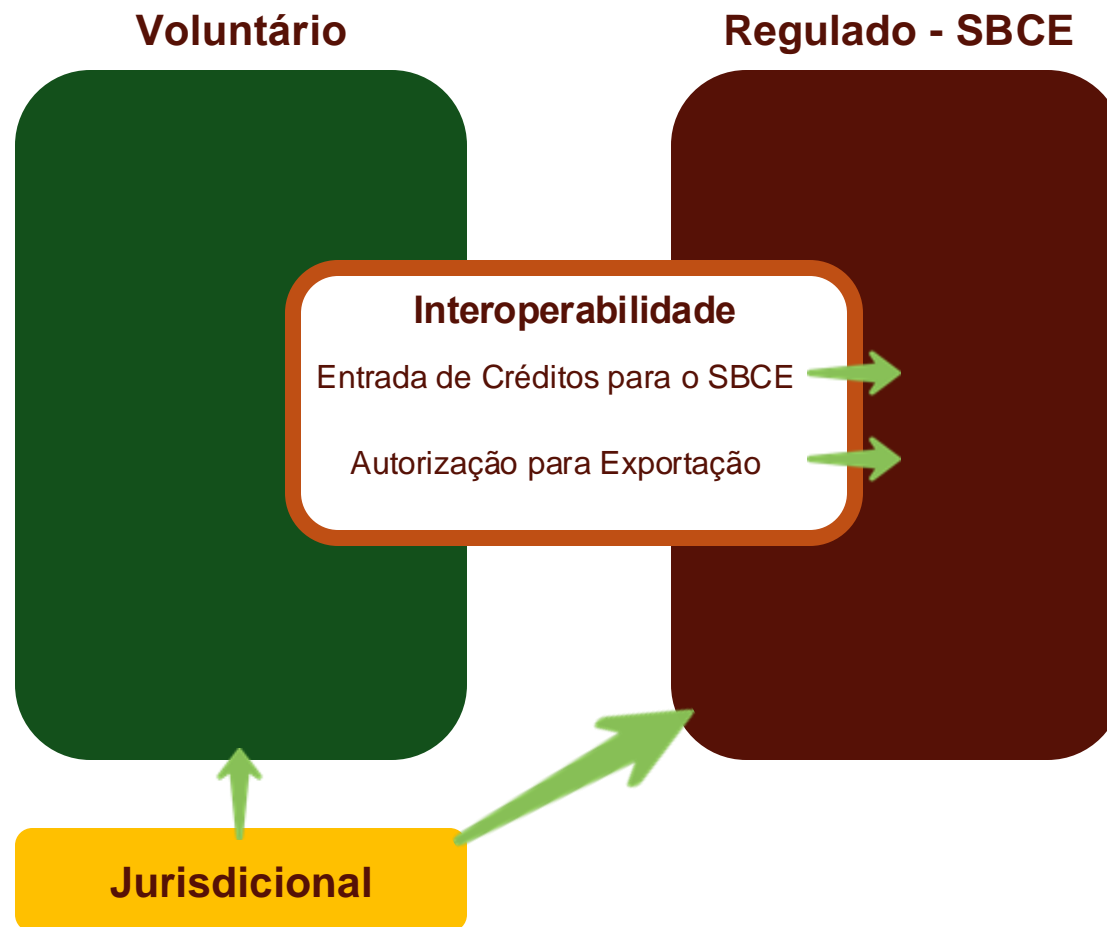 Voluntário
Regulado - SBCE
Interoperabilidade
Entrada de Créditos para o SBCE
Autorização para Exportação
Jurisdicional